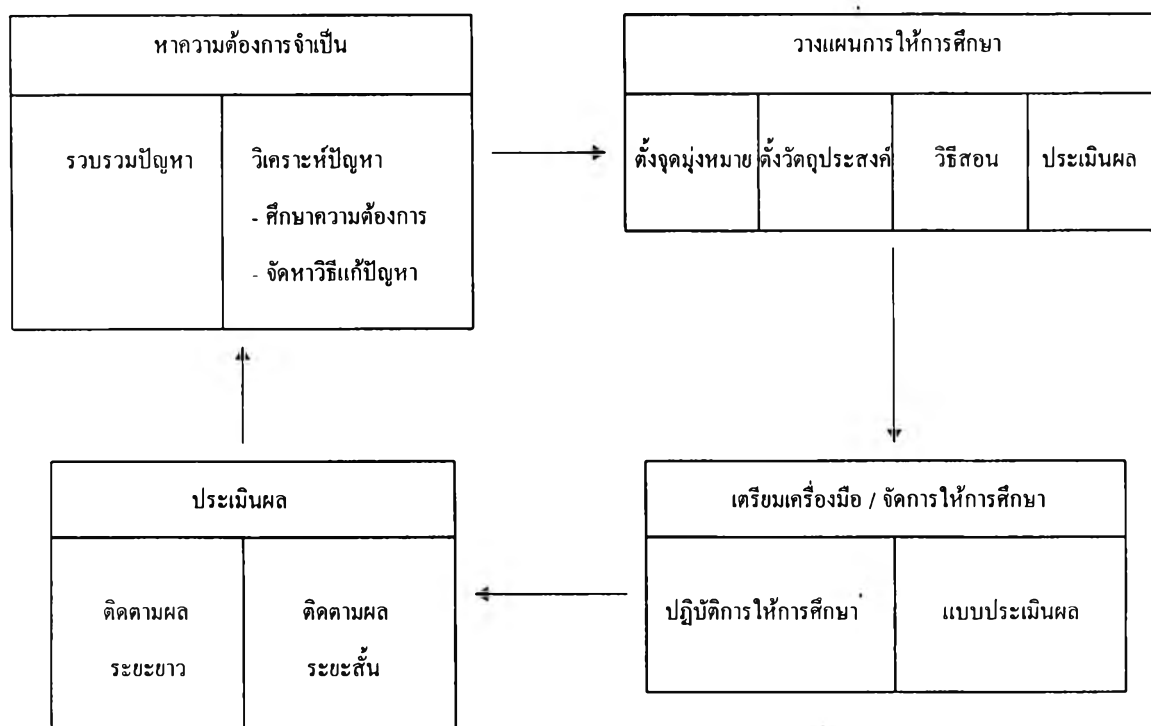 หาความต้องการจำเป็น
รวบรวมปัญหา
วิเคราะห์ปัญหา
- ศึกษาความต้องการ
- จัดหาวิธีแก้ปัญหา
วางแผนการให้การศึกษา
ตั้งจุดมุ่งหมาย
ตั้งวัตถุประสงค์
วิธีสอน
ประเมินผล
เตรียมเครื่องมือ / จัดการให้การศึกษา
ปฏิบัติการให้การศึกษา
แบบประเมินผล
ประเมินผล
ติดตามผล
ระยะยาว
ติดตามผล
ระยะสั้น